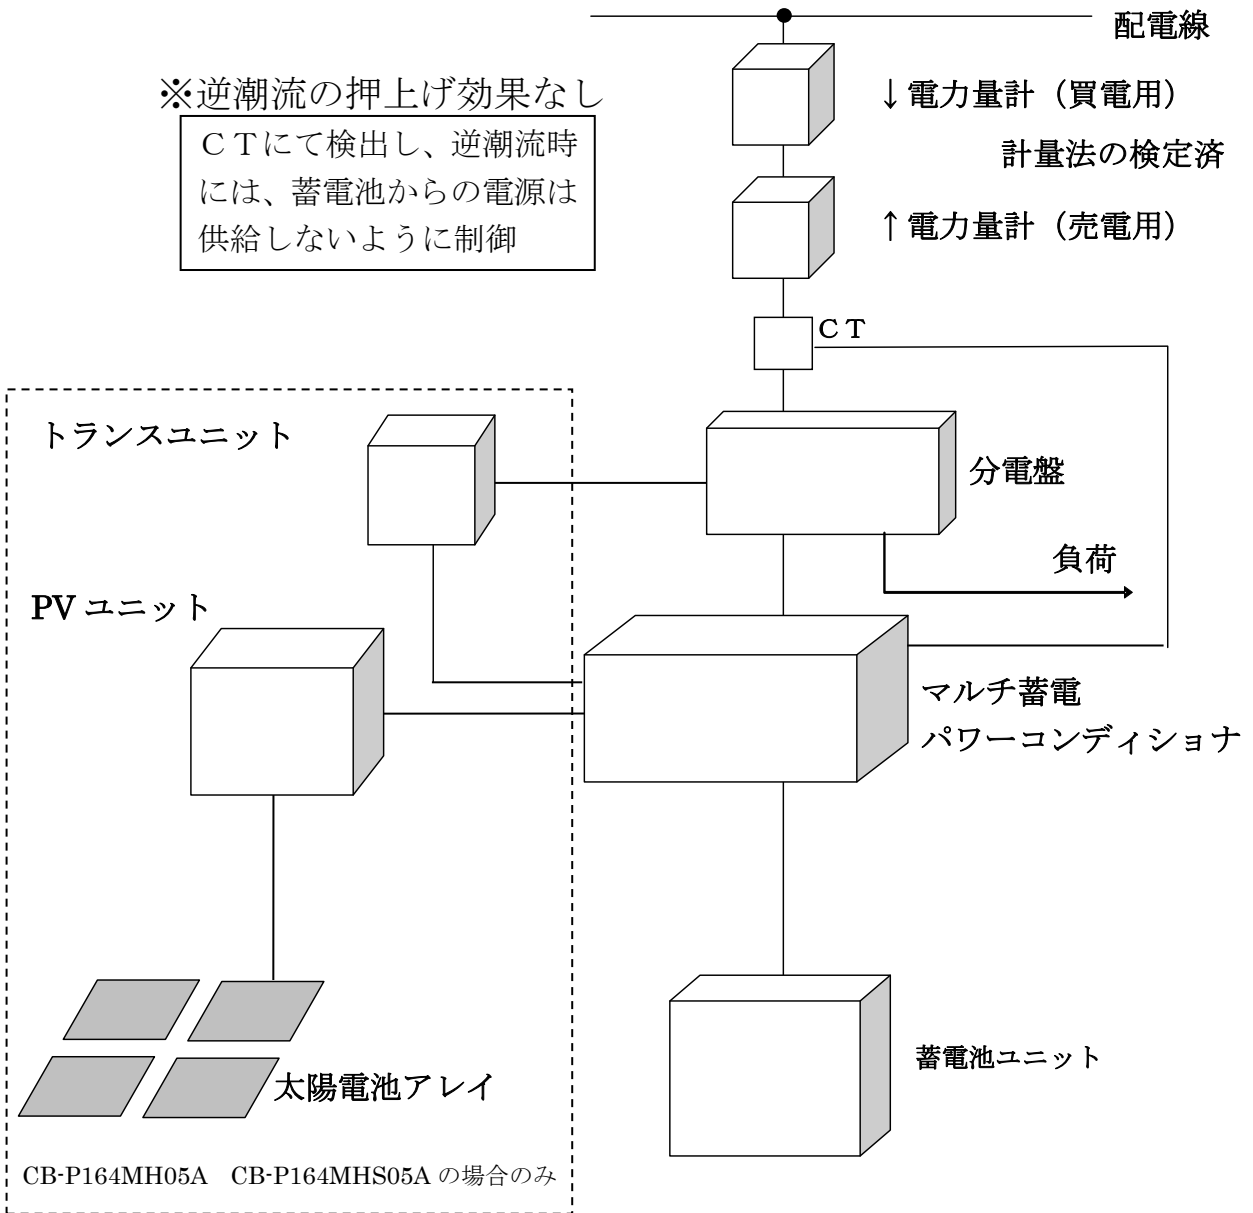 配電線
※逆潮流の押上げ効果なし
ＣＴにて検出し、逆潮流時
には、蓄電池からの電源は
供給しないように制御
↓電力量計（買電用）
計量法の検定済
↑電力量計（売電用）
ＣＴ
トランスユニット
分電盤
負荷
PV ユニット
マルチ蓄電
パワーコンディショナ
蓄電池ユニット
太陽電池アレイ
CB-P164MH05A　CB-P164MHS05A の場合のみ